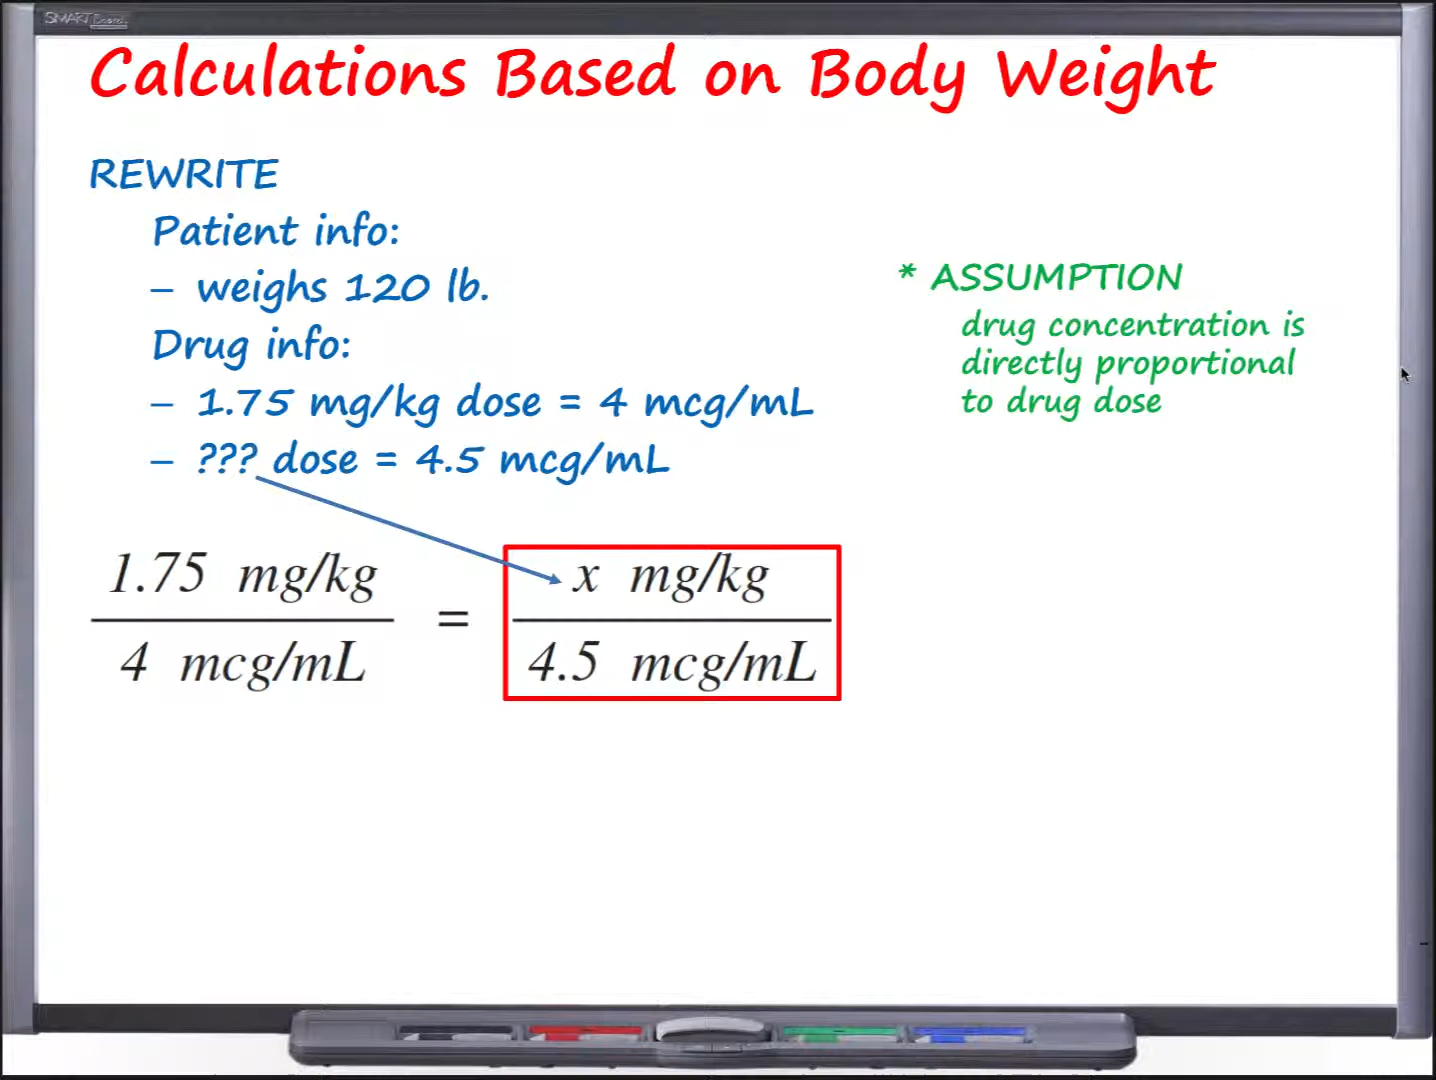 SMART Board
Calculations Based on Body Weight
REWRITE
Patient info:
– weighs 120 lb.
Drug info:
– 1.75 mg/kg dose = 4 mcg/mL
– ??? dose = 4.5 mcg/mL
* ASSUMPTION
drug concentration is
directly proportional
to drug dose
1.75 mg/kg
4 mcg/mL
=
x mg/kg
4.5 mcg/mL